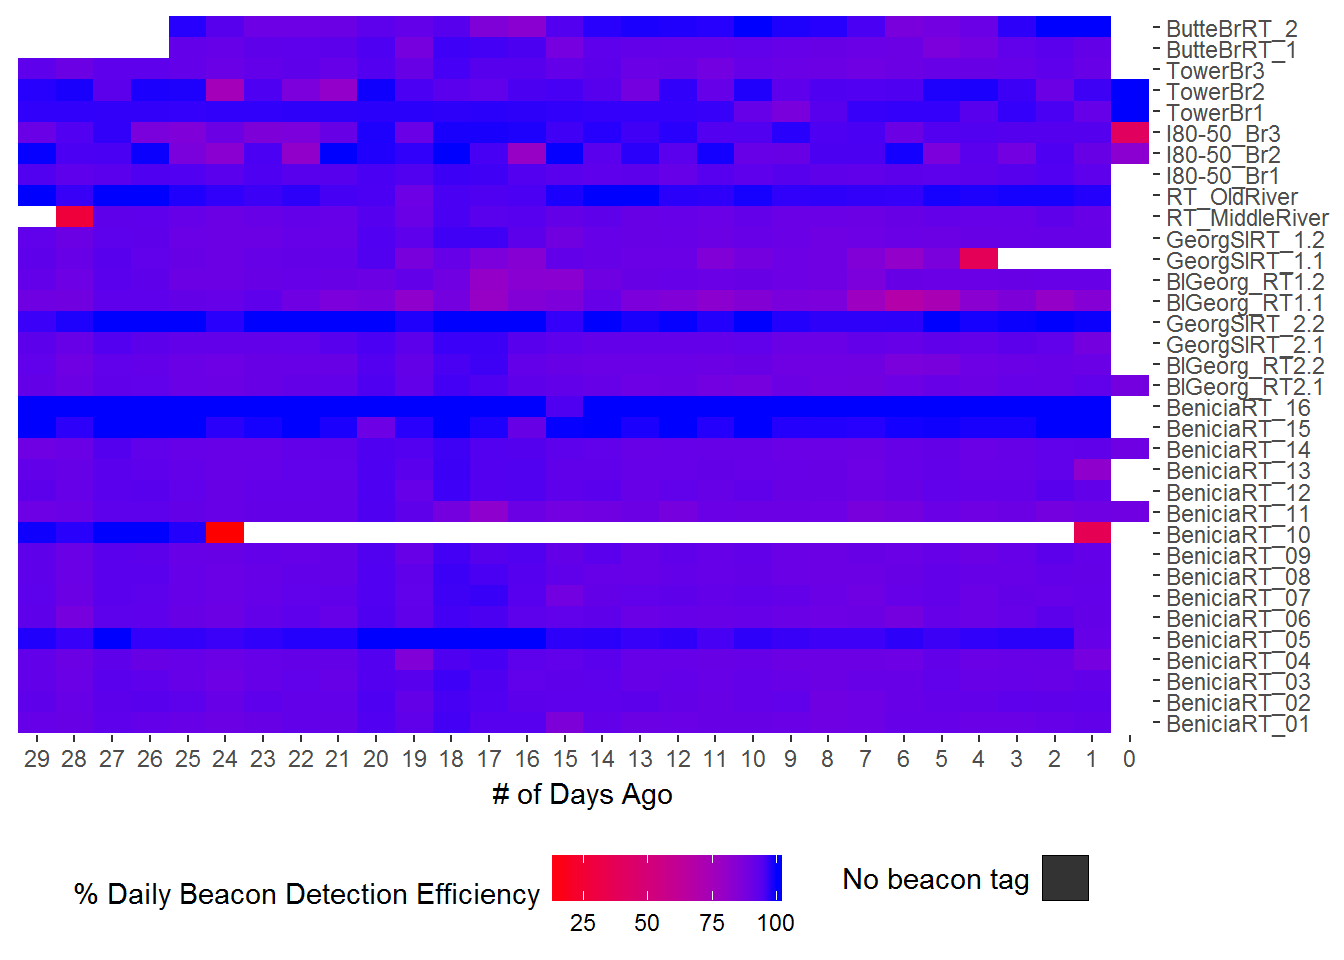 ButteBrRT_2
ButteBrRT_1
TowerBr3
TowerBr2
TowerBr1
I80-50_Br3
I80-50_Br2
I80-50_Br1
RT_OldRiver
RT_MiddleRiver
GeorgSlRT_1.2
GeorgSlRT_1.1
BlGeorg_RT1.2
BlGeorg_RT1.1
GeorgSlRT_2.2
GeorgSlRT_2.1
BlGeorg_RT2.2
BlGeorg_RT2.1
BeniciaRT_16
BeniciaRT_15
BeniciaRT_14
BeniciaRT_13
BeniciaRT_12
BeniciaRT_11
BeniciaRT_10
BeniciaRT_09
BeniciaRT_08
BeniciaRT_07
BeniciaRT_06
BeniciaRT_05
BeniciaRT_04
BeniciaRT_03
BeniciaRT_02
BeniciaRT_01
29 28 27 26 25 24 23 22 21 20 19 18 17 16 15 14 13 12 11 10 9 8 7 6 5 4 3 2 1 0
# of Days Ago
% Daily Beacon Detection Efficiency
25 50 75 100
No beacon tag